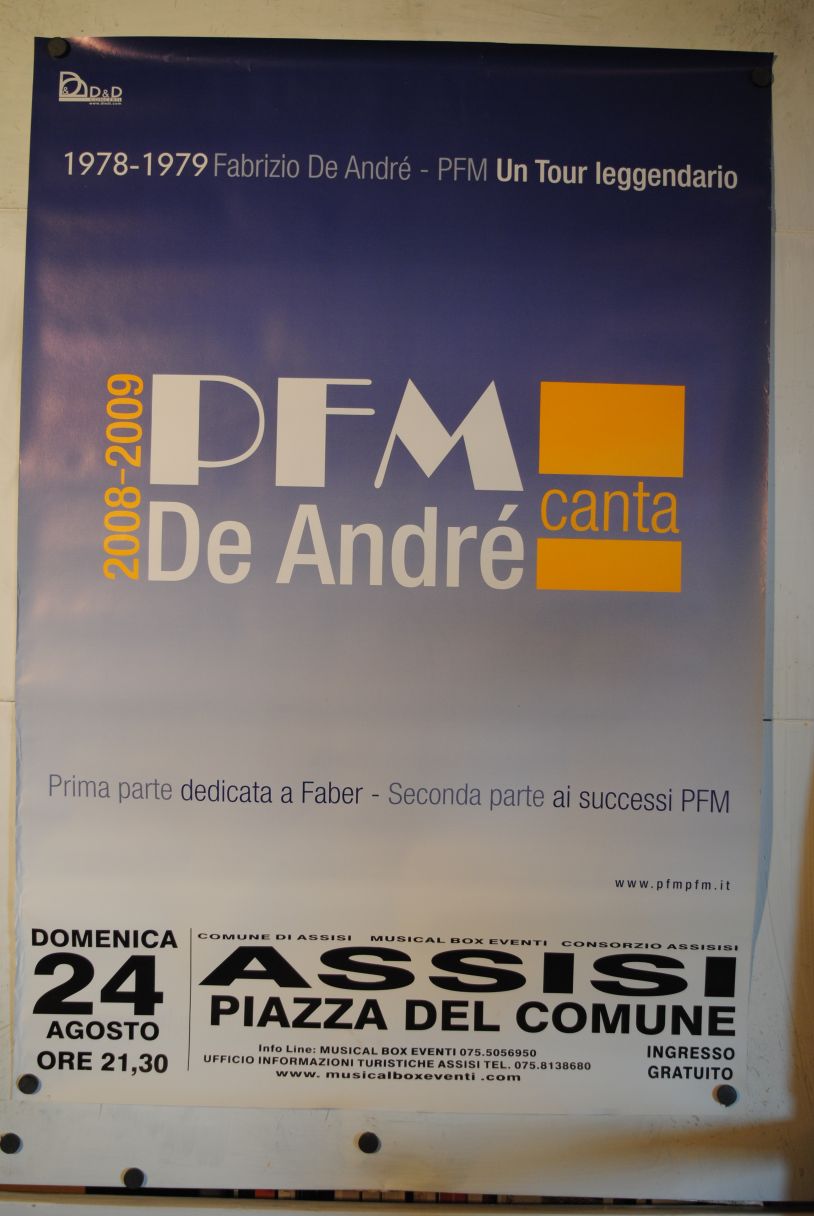 D&D
CONCERTI
1978-1979 Fabrizio De André - PFM Un Tour leggendario
2008-2009
PFM
De André
canta
Prima parte dedicata a Faber - Seconda parte ai successi PFM
www.pfmpfm.it
DOMENICA
24
AGOSTO
ORE 21,30
COMUNE DI ASSISI MUSICAL BOX EVENTI CONSORZIO ASSISISI
ASSISI
PIAZZA DEL COMUNE
Info Line: MUSICAL BOX EVENTI 075.5056950
UFFICIO INFORMAZIONI TURISTICHE ASSISI TEL. 075.8138680
www. musicalboxeventi .com
INGRESSO
GRATUITO